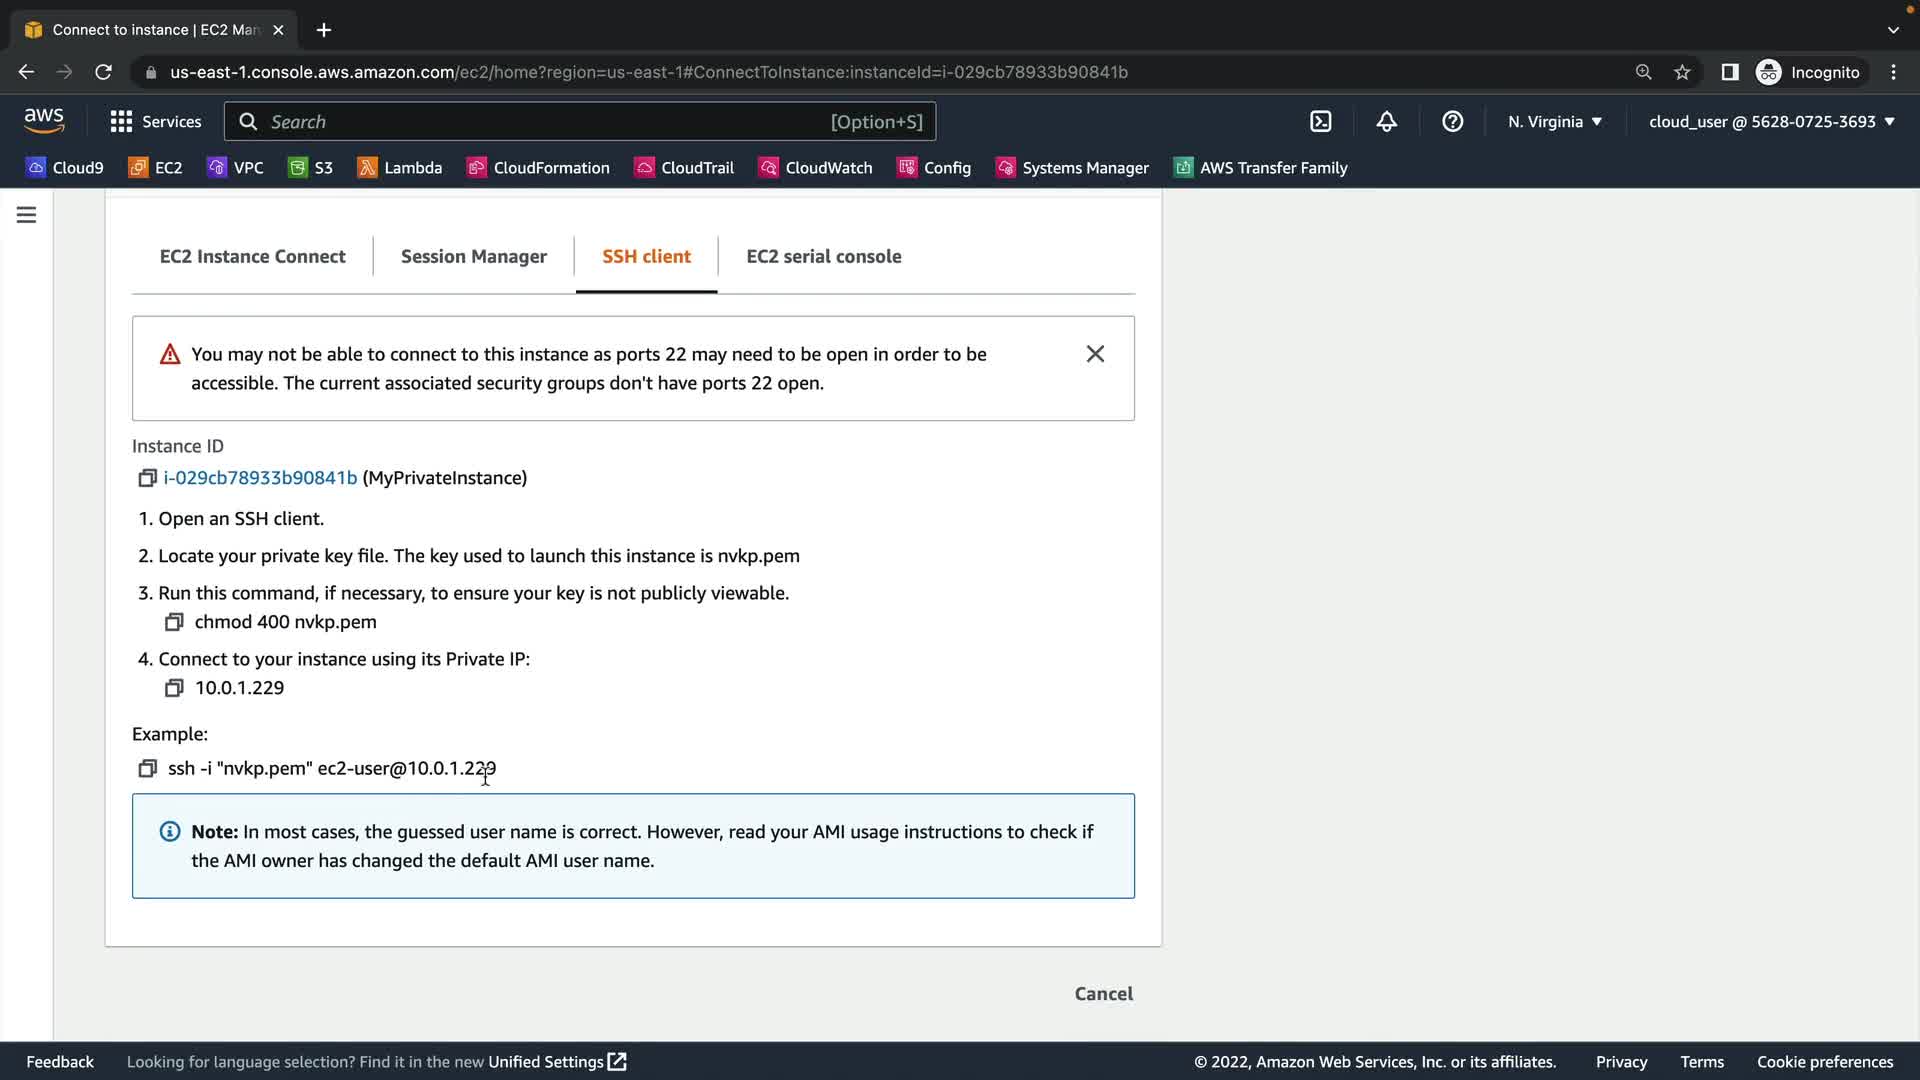 Connect to instance | EC2 Man
us-east-1.console.aws.amazon.com/ec2/home?region=us-east-1#ConnectToInstance:instanceId=i-029cb78933b90841b
Incognito
aws
Services
Search
[Option+S]
N. Virginia
cloud_user @ 5628-0725-3693
Cloud9
EC2
VPC
S3
Lambda
CloudFormation
CloudTrail
CloudWatch
Config
Systems Manager
AWS Transfer Family
EC2 Instance Connect
Session Manager
SSH client
EC2 serial console
You may not be able to connect to this instance as ports 22 may need to be open in order to be
accessible. The current associated security groups don't have ports 22 open.
Instance ID
i-029cb78933b90841b (MyPrivateInstance)
1. Open an SSH client.
2. Locate your private key file. The key used to launch this instance is nvkp.pem
3. Run this command, if necessary, to ensure your key is not publicly viewable.
chmod 400 nvkp.pem
4. Connect to your instance using its Private IP:
10.0.1.229
Example:
ssh -i "nvkp.pem" ec2-user@10.0.1.229
Note: In most cases, the guessed user name is correct. However, read your AMI usage instructions to check if
the AMI owner has changed the default AMI user name.
Cancel
Feedback
Looking for language selection? Find it in the new Unified Settings
© 2022, Amazon Web Services, Inc. or its affiliates.
Privacy
Terms
Cookie preferences